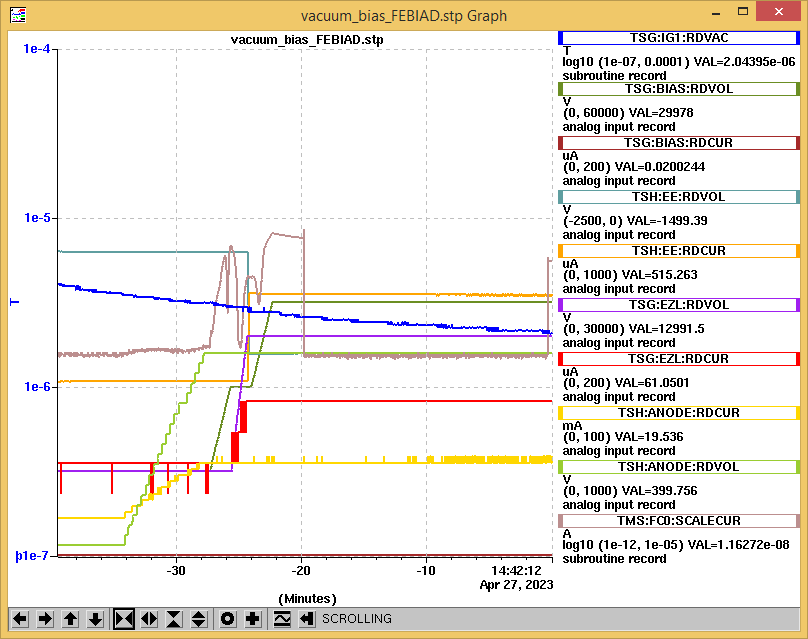 vacuum_bias_FEBIAD.stp Graph
vacuum_bias_FEBIAD.stp
1e-4
1e-5
T
1e-6
1e-7
-30
-20
-10
14:42:12
Apr 27, 2023
(Minutes)
TSG:IG1:RDVAC
T
log10 (1e-07, 0.0001) VAL=2.04395e-06
subroutine record
TSG:BIAS:RDVOL
V
(0, 60000) VAL=29978
analog input record
TSG:BIAS:RDCUR
uA
(0, 200) VAL=0.0200244
analog input record
TSH:EE:RDVOL
V
(-2500, 0) VAL=-1499.39
analog input record
TSH:EE:RDCUR
uA
(0, 1000) VAL=515.263
analog input record
TSG:EZL:RDVOL
V
(0, 30000) VAL=12991.5
analog input record
TSG:EZL:RDCUR
uA
(0, 200) VAL=61.0501
analog input record
TSH:ANODE:RDCUR
mA
(0, 100) VAL=19.536
analog input record
TSH:ANODE:RDVOL
V
(0, 1000) VAL=399.756
analog input record
TMS:FC0:SCALECUR
A
log10 (1e-12, 1e-05) VAL=1.16272e-08
subroutine record
SCROLLING